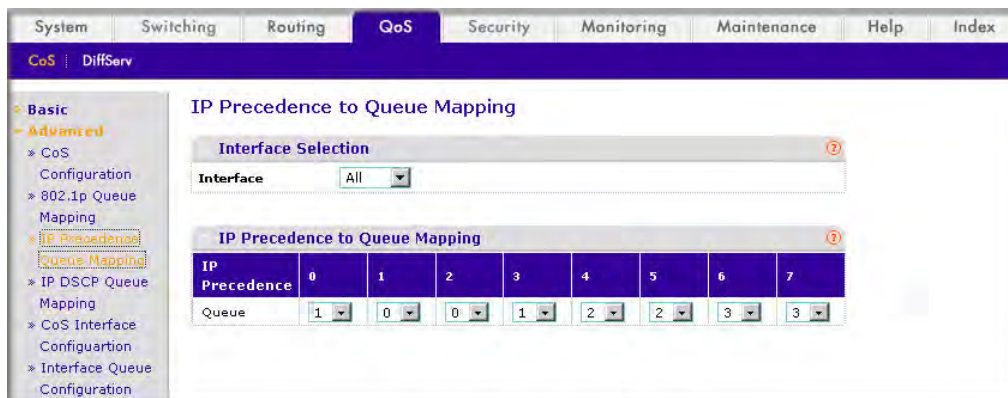 System Switching Routing QoS Security Monitoring Maintenance Help Index
CoS DiffServ
Basic
Advanced
» CoS
Configuration
» 802.1p Queue
Mapping
» IP Precedence
Queue Mapping
» IP DSCP Queue
Mapping
» CoS Interface
Configuartion
» Interface Queue
Configuration
IP Precedence to Queue Mapping
Interface Selection
Interface All
IP Precedence to Queue Mapping
IP
Precedence 0 1 2 3 4 5 6 7
Queue 1 0 0 1 2 2 3 3